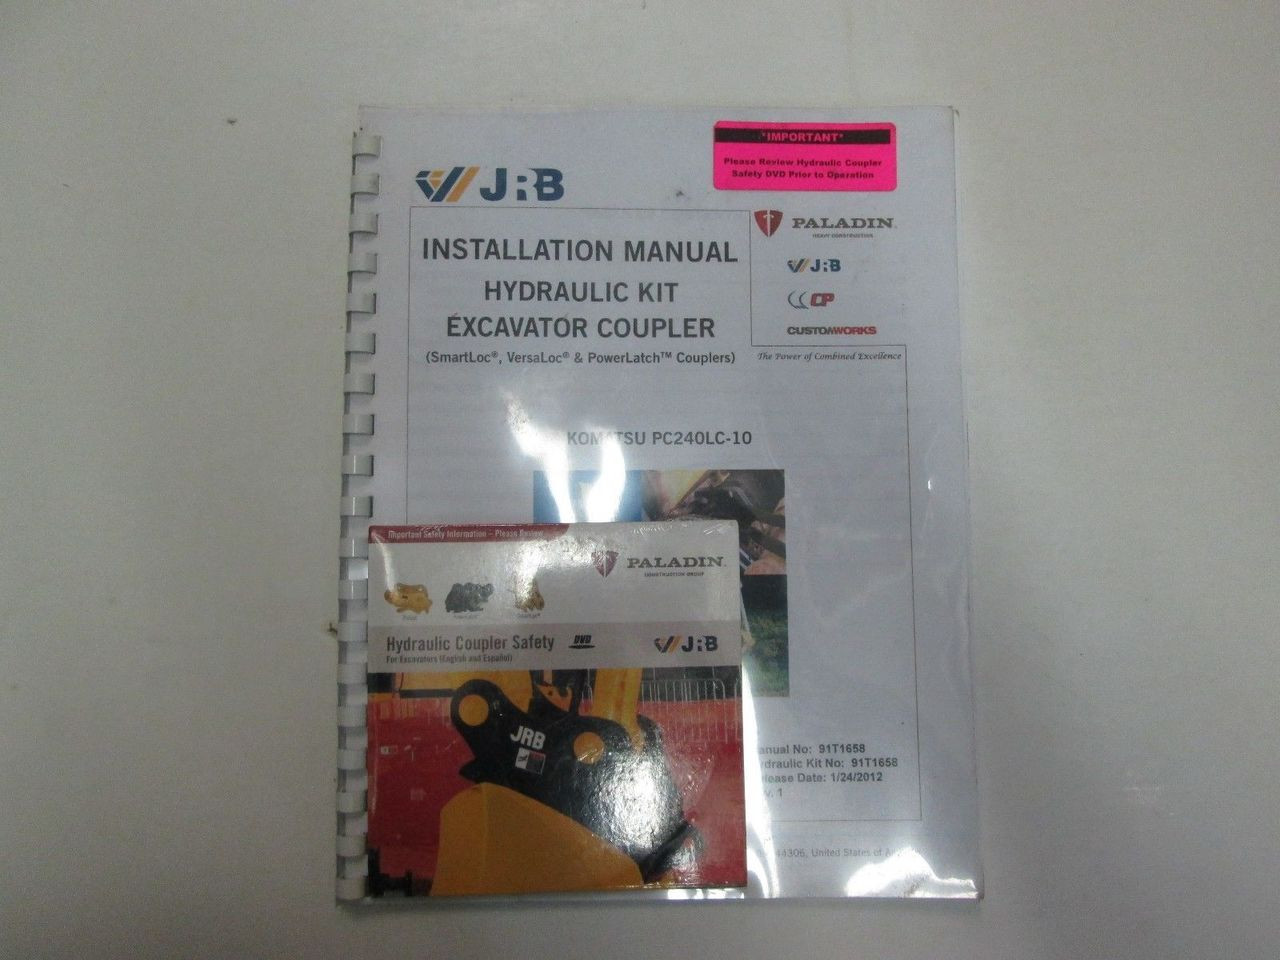 *IMPORTANT*
Please Review Hydraulic Coupler
Safety DVD Prior to Operation
JRB
PALADIN
HEAVY CONSTRUCTION
JRB
CP
CUSTOMWORKS
The Power of Combined Excellence
INSTALLATION MANUAL
HYDRAULIC KIT
EXCAVATOR COUPLER
(SmartLoc®, VersaLoc® & PowerLatch™ Couplers)
KOMATSU PC240LC-10
Important Safety Information - Please Review
PALADIN
CONSTRUCTION GROUP
Hydraulic Coupler Safety
DVD
JRB
For Excavators (English and Español)
JRB
anual No: 91T1658
ydraulic Kit No: 91T1658
lease Date: 1/24/2012
v. 1
44306, United States of